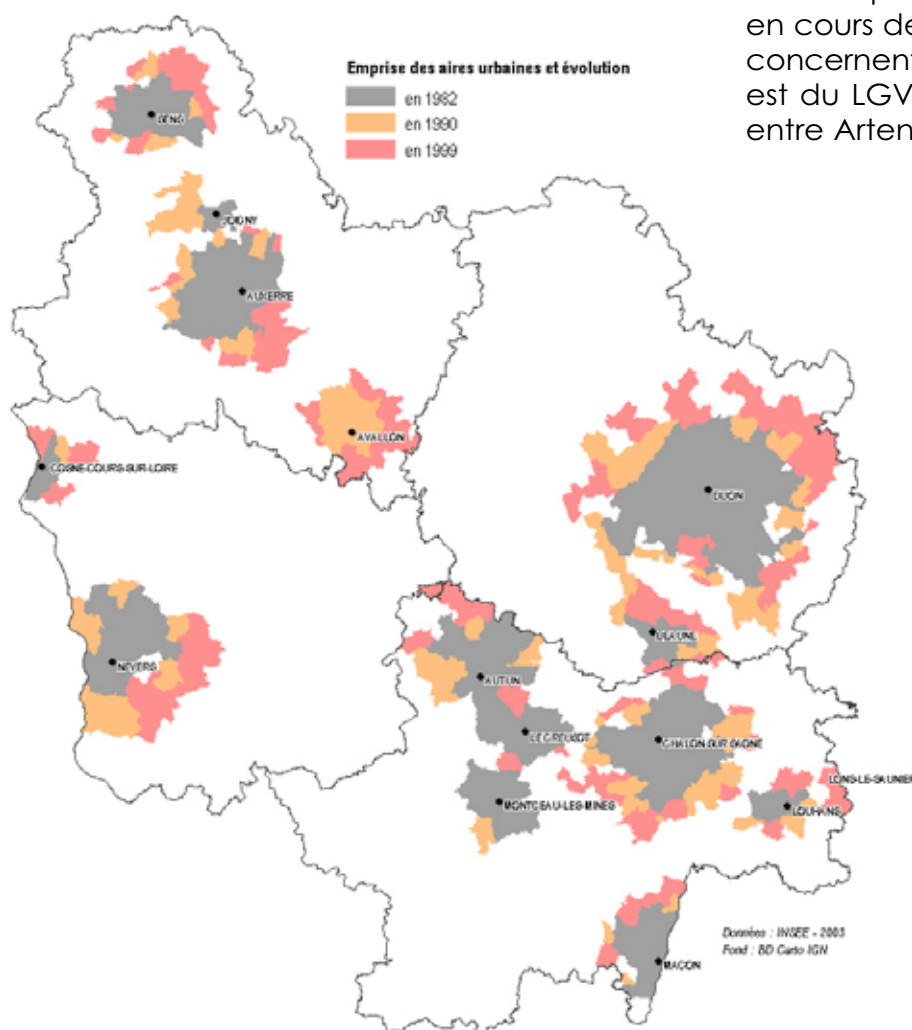 en cours de
concernent
est du LGV
entre Arten
Emprise des aires urbaines et évolution
en 1982
en 1990
en 1999
SENS
JOIGNY
AUXERRE
AVALLON
COSNE-COURS-SUR-LOIRE
DIJON
BEAUNE
NEVERS
AUTUN
LE CREUSOT
CHALON-SUR-SAONE
LONS-LE-SAUNIER
MONTCEAU-LES-MINES
LOUHANS
Données : INSEE - 2003
Fond : BD Carto IGN
MACON